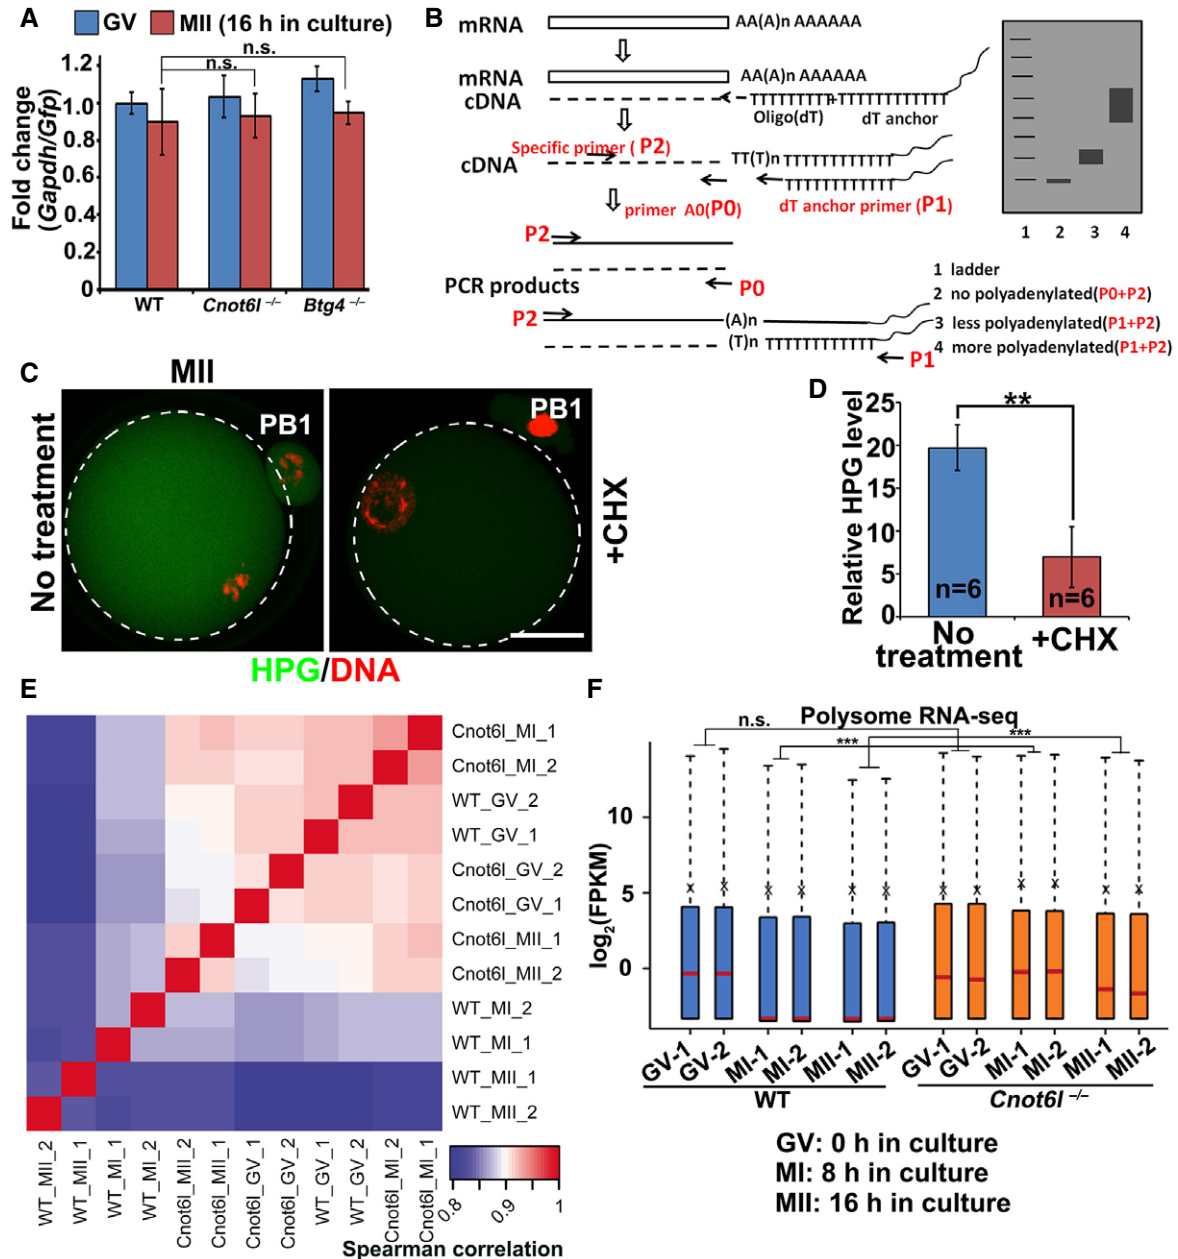 A
GV MII (16 h in culture)
n.s.
n.s.
Fold change
(Gapdh/Gfp)
1.2
1.0
0.8
0.6
0.4
0.2
0
WT Cnot6l –/– Btg4 –/–
B
mRNA AA(A)n AAAAAA
mRNA AA(A)n AAAAAA
cDNA TTTTTTTT+TTTTTTTTTTT
Oligo(dT) dT anchor
Specific primer ( P2)
cDNA TT(T)n TTTTTTTTTTT
TTTTTTTTTTT
primer A0(P0) dT anchor primer (P1)
P2
PCR products P0
P2 (A)n
(T)n TTTTTTTTTTT
P1
1 2 3 4
1 ladder
2 no polyadenylated(P0+P2)
3 less polyadenylated(P1+P2)
4 more polyadenylated(P1+P2)
C
MII
No treatment
PB1
PB1
+CHX
HPG/DNA
D
Relative HPG level
25
20
15
10
5
0
**
n=6
n=6
No treatment
+CHX
E
Cnot6l_MI_1
Cnot6l_MI_2
WT_GV_2
WT_GV_1
Cnot6l_GV_2
Cnot6l_GV_1
Cnot6l_MII_1
Cnot6l_MII_2
WT_MI_2
WT_MI_1
WT_MII_1
WT_MII_2
WT_MII_2
WT_MII_1
WT_MI_1
WT_MI_2
Cnot6l_MII_2
Cnot6l_MII_1
Cnot6l_GV_1
Cnot6l_GV_2
WT_GV_1
WT_GV_2
Cnot6l_MI_2
Cnot6l_MI_1
0.8 0.9 1
Spearman correlation
F
Polysome RNA-seq
n.s.
***
***
log2(FPKM)
10
5
0
GV-1
GV-2
MI-1
MI-2
MII-1
MII-2
GV-1
GV-2
MI-1
MI-2
MII-1
MII-2
WT
Cnot6l –/–
GV: 0 h in culture
MI: 8 h in culture
MII: 16 h in culture